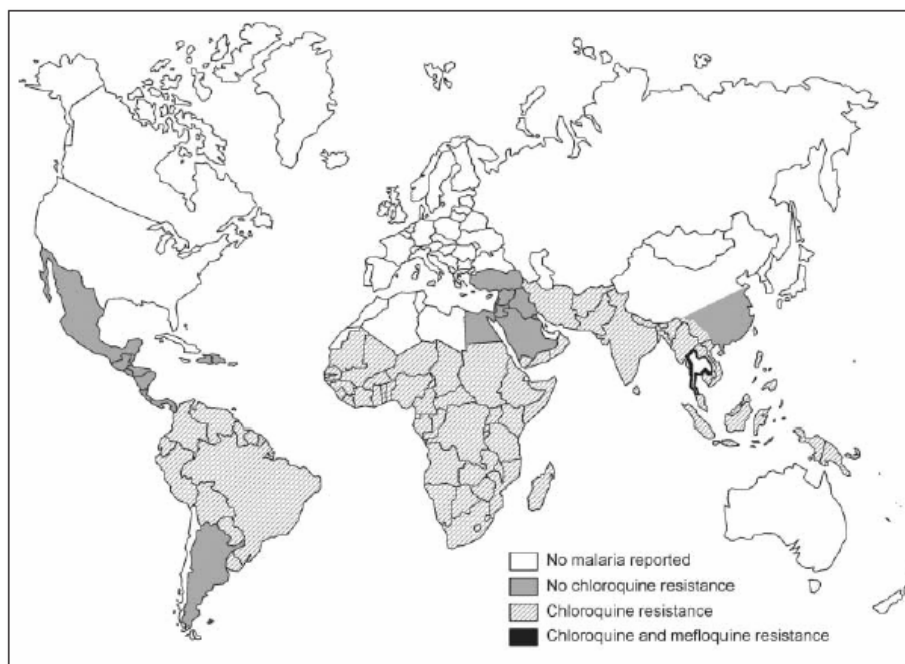 No malaria reported
No chloroquine resistance
Chloroquine resistance
Chloroquine and mefloquine resistance